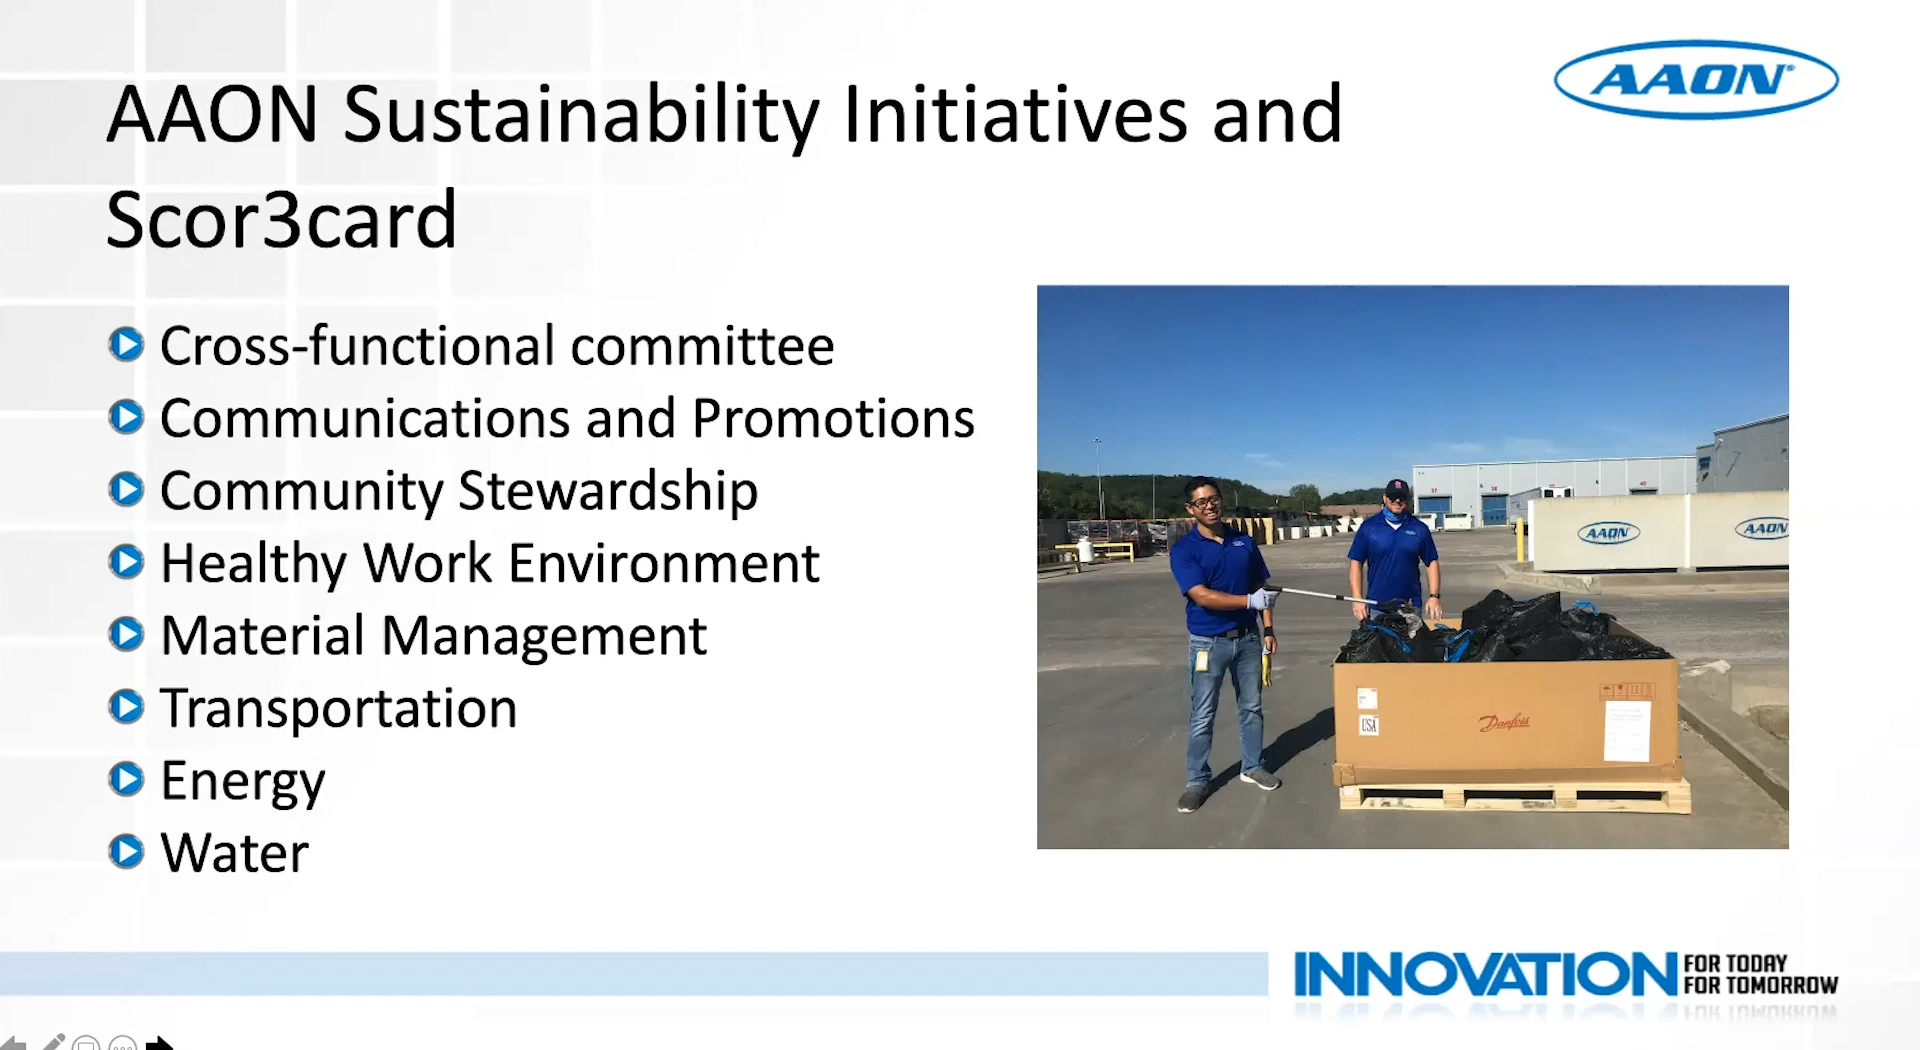 AAON®
AAON Sustainability Initiatives and
Scor3card
Cross-functional committee
Communications and Promotions
Community Stewardship
Healthy Work Environment
Material Management
Transportation
Energy
Water
AAON
AAON
USA
Danfoss
INNOVATION FOR TODAY
FOR TOMORROW